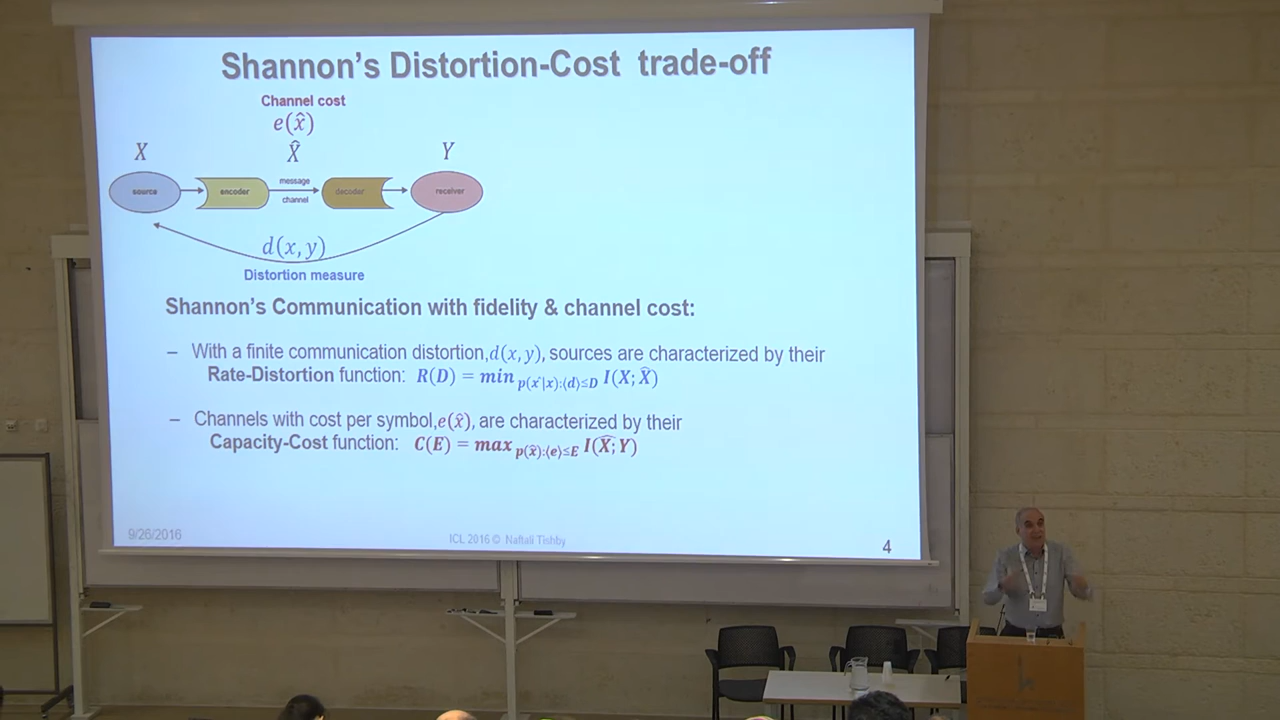 Shannon's Distortion-Cost trade-off
Channel cost
e(x̂)
X X̂ Y
source encoder message channel decoder receiver
d(x,y)
Distortion measure
Shannon's Communication with fidelity & channel cost:
– With a finite communication distortion,d(x,y), sources are characterized by their
Rate-Distortion function: R(D) = min p(x̂|x):⟨d⟩≤D I(X; X̂)
– Channels with cost per symbol,e(x̂), are characterized by their
Capacity-Cost function: C(E) = max p(x̂):⟨e⟩≤E I(X̂; Y)
9/26/2016 ICL 2016 © Naftali Tishby 4